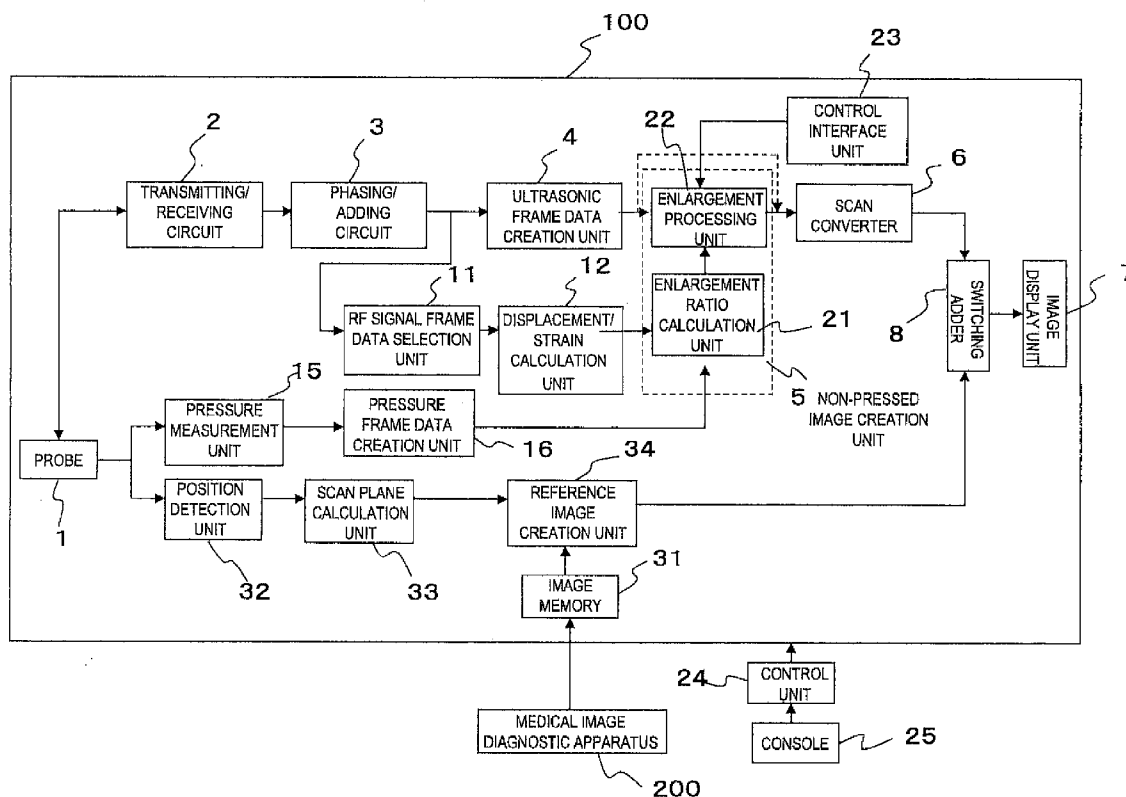 100
23
CONTROL
INTERFACE
UNIT
2
3
4
22
6
TRANSMITTING/
RECEIVING
CIRCUIT
PHASING/
ADDING
CIRCUIT
ULTRASONIC
FRAME DATA
CREATION UNIT
ENLARGEMENT
PROCESSING
UNIT
SCAN
CONVERTER
11
12
RF SIGNAL FRAME
DATA SELECTION
UNIT
DISPLACEMENT/
STRAIN
CALCULATION
UNIT
ENLARGEMENT
RATIO
CALCULATION
UNIT
21
8
SWITCHING
ADDER
IMAGE
DISPLAY UNIT
7
15
PRESSURE
MEASUREMENT
UNIT
PRESSURE
FRAME DATA
CREATION UNIT
16
5
NON-PRESSED
IMAGE CREATION
UNIT
PROBE
1
34
POSITION
DETECTION
UNIT
32
SCAN PLANE
CALCULATION
UNIT
33
REFERENCE
IMAGE
CREATION UNIT
IMAGE
MEMORY
31
24
CONTROL
UNIT
MEDICAL IMAGE
DIAGNOSTIC APPARATUS
200
CONSOLE
25